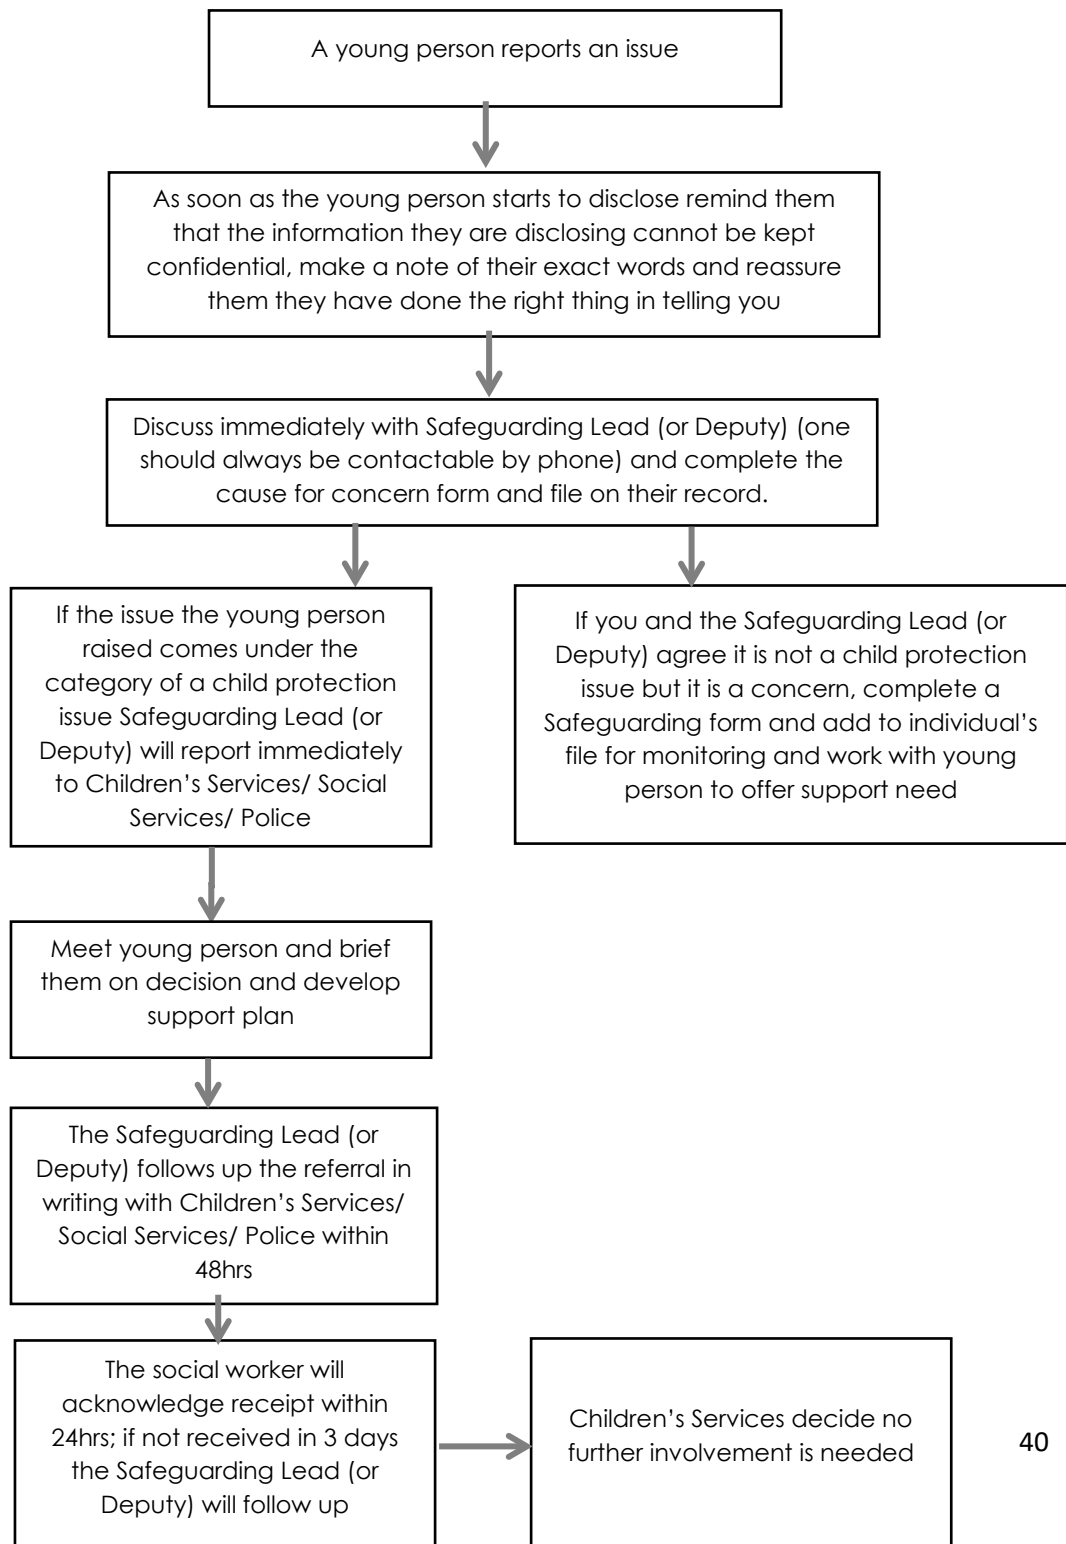 A young person reports an issue
As soon as the young person starts to disclose remind them
that the information they are disclosing cannot be kept
confidential, make a note of their exact words and reassure
them they have done the right thing in telling you
Discuss immediately with Safeguarding Lead (or Deputy) (one
should always be contactable by phone) and complete the
cause for concern form and file on their record.
If the issue the young person
raised comes under the
category of a child protection
issue Safeguarding Lead (or
Deputy) will report immediately
to Children’s Services/ Social
Services/ Police
If you and the Safeguarding Lead (or
Deputy) agree it is not a child protection
issue but it is a concern, complete a
Safeguarding form and add to individual’s
file for monitoring and work with young
person to offer support need
Meet young person and brief
them on decision and develop
support plan
The Safeguarding Lead (or
Deputy) follows up the referral in
writing with Children’s Services/
Social Services/ Police within
48hrs
The social worker will
acknowledge receipt within
24hrs; if not received in 3 days
the Safeguarding Lead (or
Deputy) will follow up
Children’s Services decide no
further involvement is needed
40